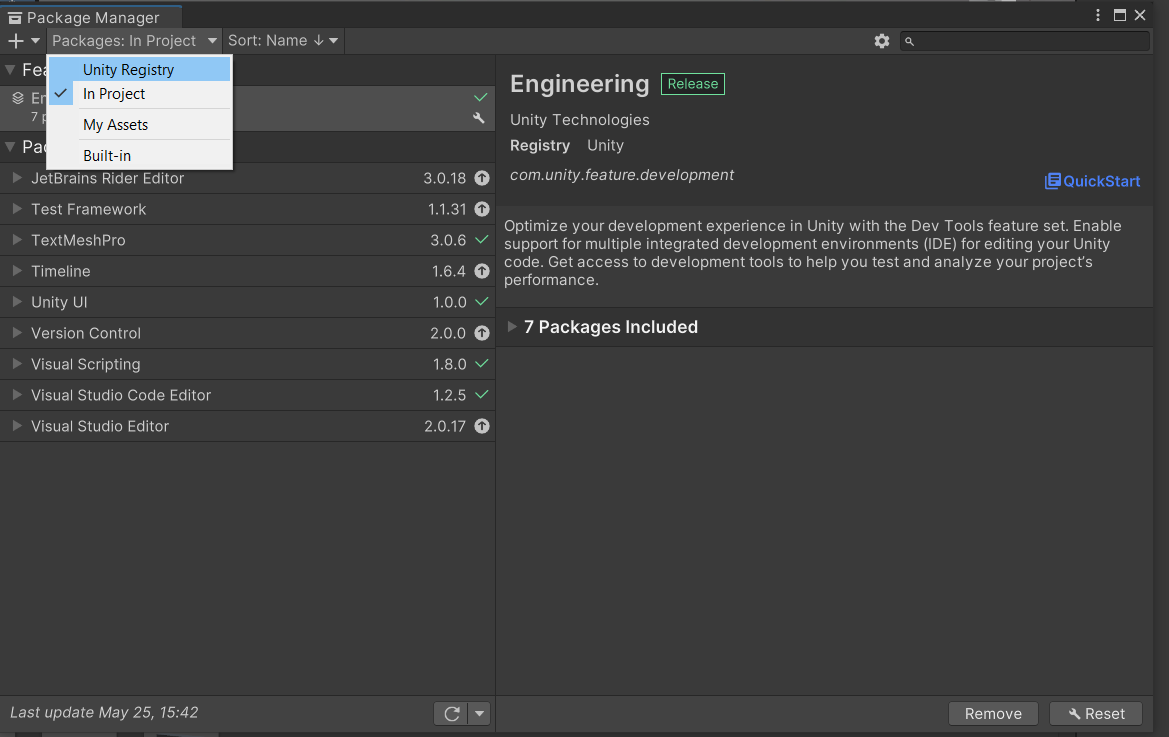 Package Manager
Packages: In Project
Sort: Name ↓
Unity Registry
In Project
My Assets
Built-in
JetBrains Rider Editor 3.0.18
Test Framework 1.1.31
TextMeshPro 3.0.6
Timeline 1.6.4
Unity UI 1.0.0
Version Control 2.0.0
Visual Scripting 1.8.0
Visual Studio Code Editor 1.2.5
Visual Studio Editor 2.0.17
Last update May 25, 15:42
Engineering Release
Unity Technologies
Registry Unity
com.unity.feature.development
QuickStart
Optimize your development experience in Unity with the Dev Tools feature set. Enable
support for multiple integrated development environments (IDE) for editing your Unity
code. Get access to development tools to help you test and analyze your project's
performance.
7 Packages Included
Remove Reset